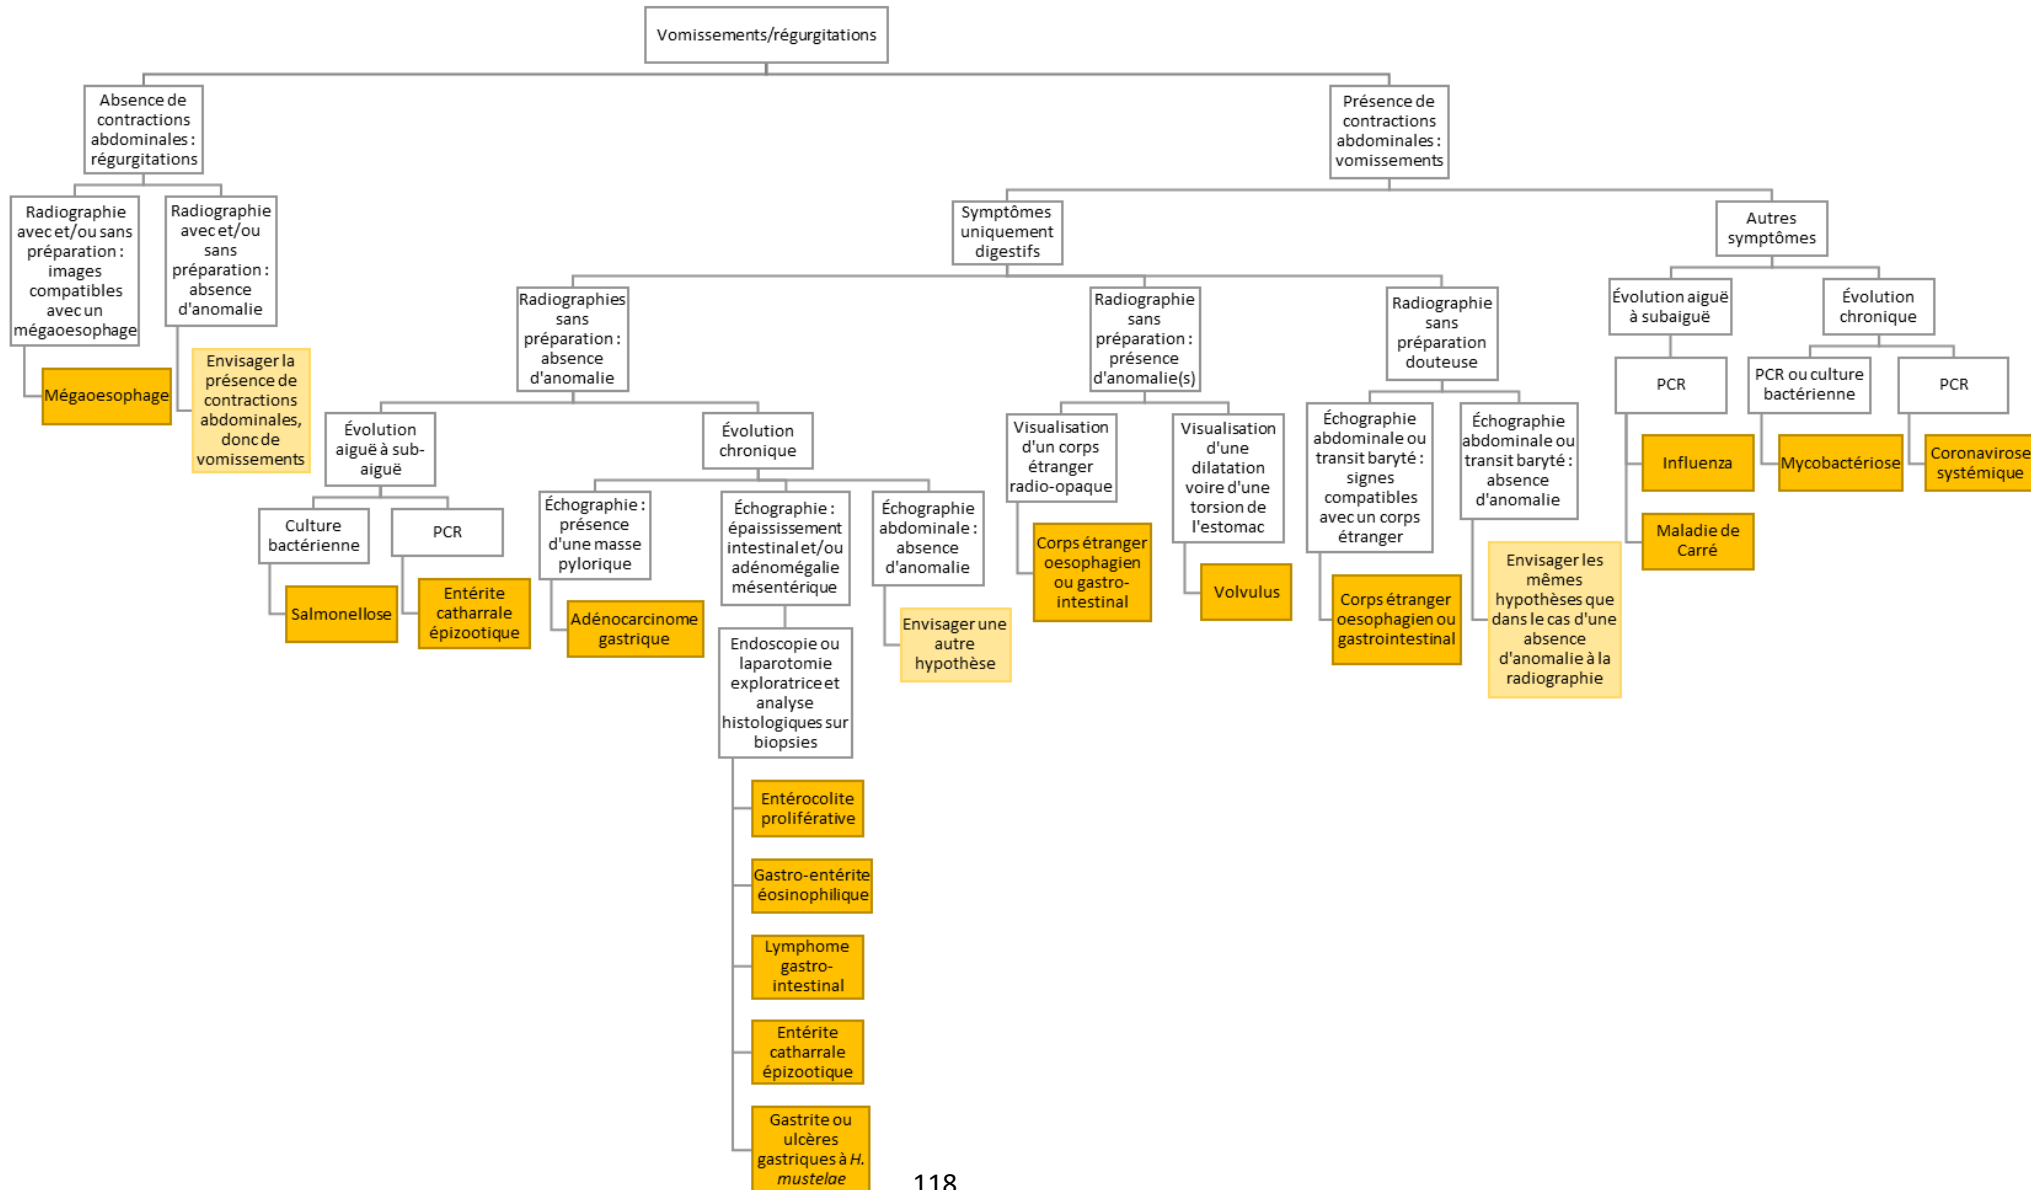 Vomissements/régurgitations
Absence de
contractions
abdominales :
régurgitations
Présence de
contractions
abdominales :
vomissements
Radiographie
avec et/ou sans
préparation :
images
compatibles
avec un
mégaoesophage
Radiographie
avec et/ou
sans
préparation :
absence
d'anomalie
Mégaoesophage
Envisager la
présence de
contractions
abdominales,
donc de
vomissements
Symptômes
uniquement
digestifs
Autres
symptômes
Radiographies
sans
préparation :
absence
d'anomalie
Radiographie
sans
préparation :
présence
d'anomalie(s)
Radiographie
sans
préparation
douteuse
Évolution
aiguë à sub-
aiguë
Évolution
chronique
Culture
bactérienne
PCR
Salmonellose
Entérite
catharrale
épizootique
Échographie :
présence
d'une masse
pylorique
Échographie :
épaississement
intestinal et/ou
adénomégalie
mésentérique
Échographie
abdominale :
absence
d'anomalie
Adénocarcinome
gastrique
Endoscopie ou
laparotomie
exploratrice et
analyse
histologiques sur
biopsies
Envisager une
autre
hypothèse
Entérocolite
proliférative
Gastro-entérite
éosinophilique
Lymphome
gastro-
intestinal
Entérite
catharrale
épizootique
Gastrite ou
ulcères
gastriques à H.
mustelae
Visualisation
d'un corps
étranger
radio-opaque
Visualisation
d'une
dilatation
voire d'une
torsion de
l'estomac
Corps étranger
oesophagien
ou gastro-
intestinal
Volvulus
Échographie
abdominale ou
transit baryté :
signes
compatibles
avec un corps
étranger
Échographie
abdominale ou
transit baryté :
absence
d'anomalie
Corps étranger
oesophagien ou
gastrointestinal
Envisager les
mêmes
hypothèses que
dans le cas d'une
absence
d'anomalie à la
radiographie
Évolution aiguë
à subaiguë
Évolution
chronique
PCR
PCR ou culture
bactérienne
PCR
Influenza
Maladie de
Carré
Mycobactériose
Coronavirose
systémique
118